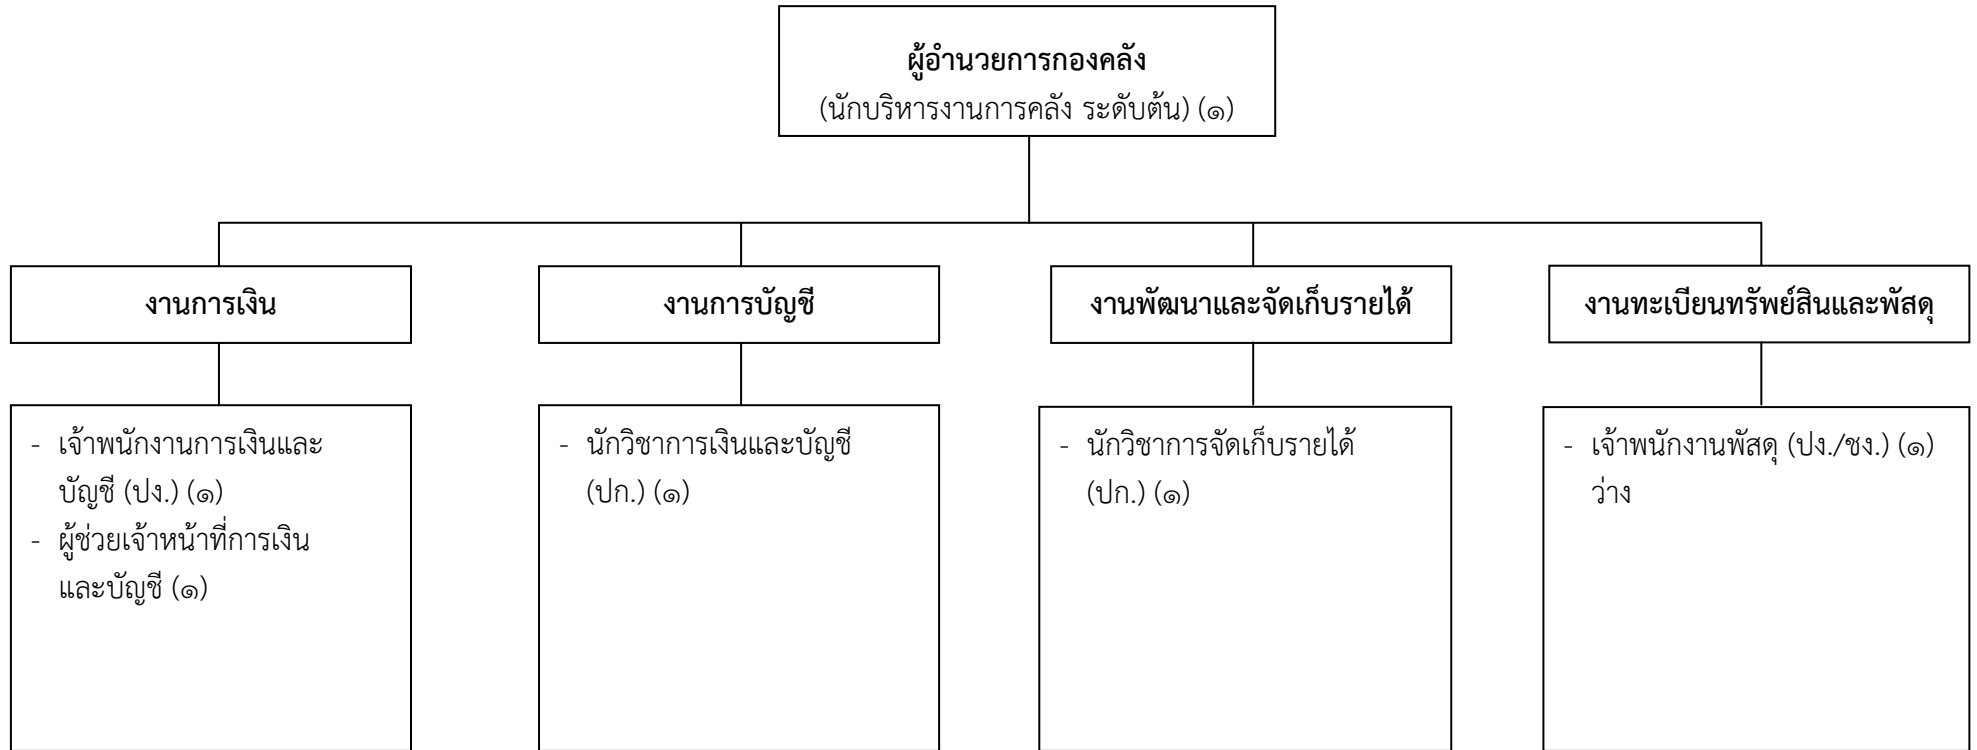 ผู้อำนวยการกองคลัง
(นักบริหารงานการคลัง ระดับต้น) (๑)
งานการเงิน
งานการบัญชี
งานพัฒนาและจัดเก็บรายได้
งานทะเบียนทรัพย์สินและพัสดุ
- เจ้าพนักงานการเงินและ
บัญชี (ปง.) (๑)
- ผู้ช่วยเจ้าหน้าที่การเงิน
และบัญชี (๑)
- นักวิชาการเงินและบัญชี
(ปก.) (๑)
- นักวิชาการจัดเก็บรายได้
(ปก.) (๑)
- เจ้าพนักงานพัสดุ (ปง./ชง.) (๑)
ว่าง